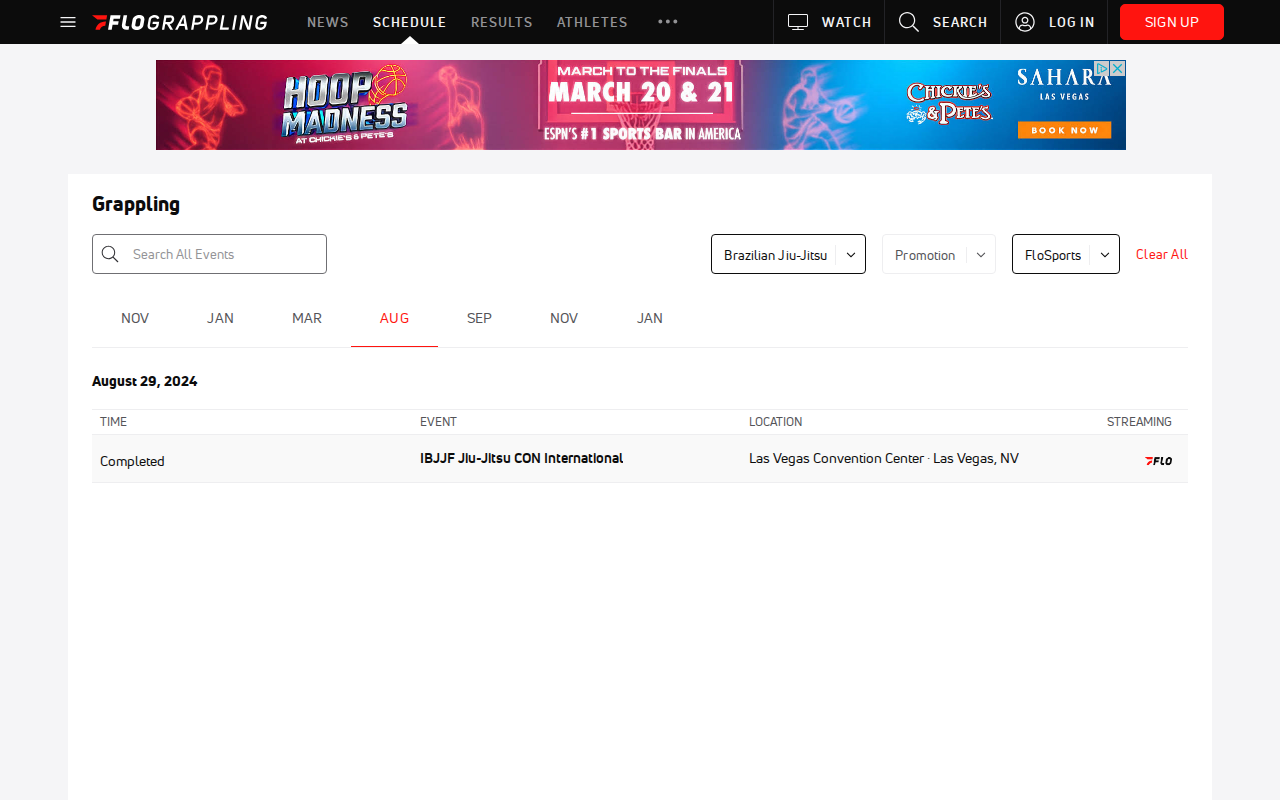 FLOGRAPPLING NEWS SCHEDULE RESULTS ATHLETES ••• WATCH SEARCH LOG IN SIGN UP
HOOP MADNESS
AT CHICKIE'S & PETE'S
MARCH TO THE FINALS
MARCH 20 & 21
ESPN'S #1 SPORTS BAR IN AMERICA
CHICKIE'S & PETE'S.
SAHARA
LAS VEGAS
BOOK NOW
Grappling
Search All Events Brazilian Jiu-Jitsu Promotion FloSports Clear All
NOV JAN MAR AUG SEP NOV JAN
August 29, 2024
TIME EVENT LOCATION STREAMING
Completed IBJJF Jiu-Jitsu CON International Las Vegas Convention Center · Las Vegas, NV FLO